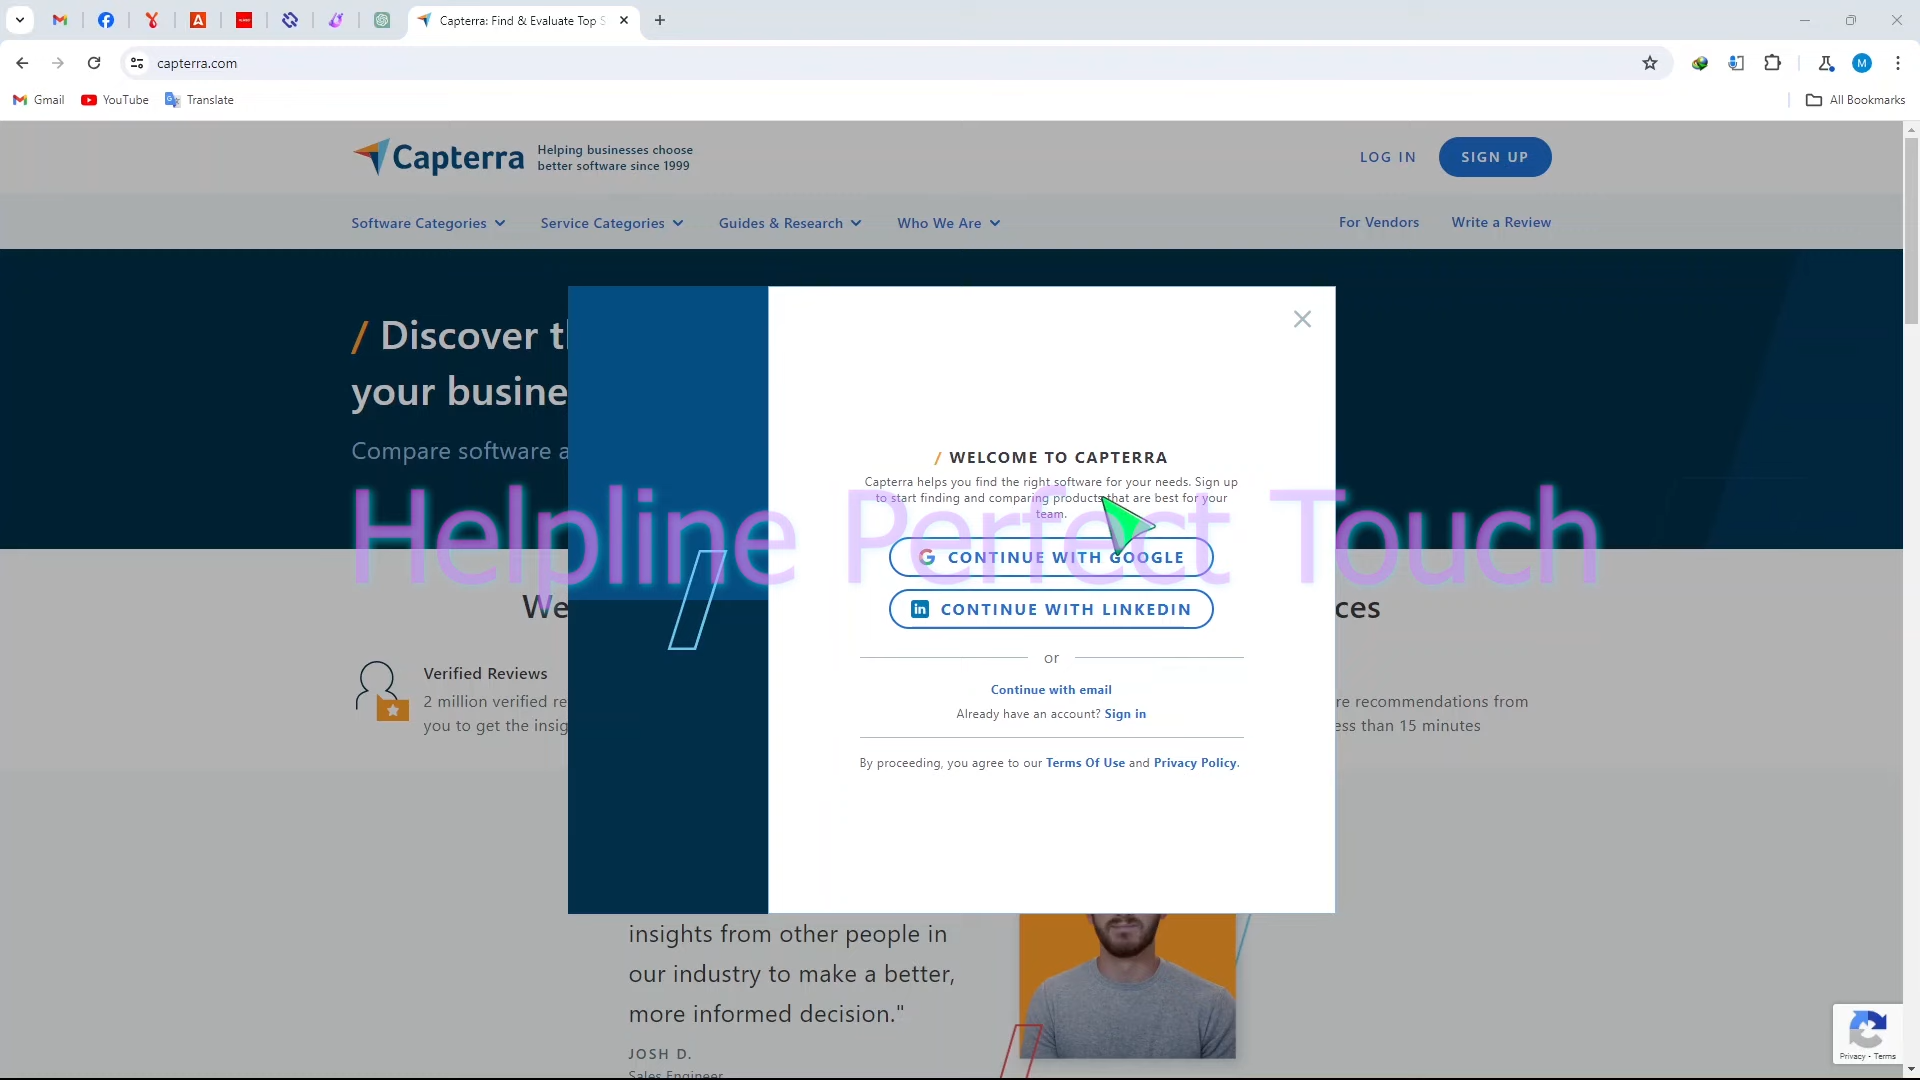 Capterra: Find & Evaluate Top S
capterra.com
M
Gmail
YouTube
Translate
All Bookmarks
Capterra
Helping businesses choose
better software since 1999
LOG IN
SIGN UP
Software Categories
Service Categories
Guides & Research
Who We Are
For Vendors
Write a Review
/ Discover t
your busine
Compare software a
/ WELCOME TO CAPTERRA
Capterra helps you find the right software for your needs. Sign up
to start finding and comparing products that are best for your
team.
Helpline Perfect Touch
CONTINUE WITH GOOGLE
in CONTINUE WITH LINKEDIN
or
Continue with email
Already have an account? Sign in
By proceeding, you agree to our Terms Of Use and Privacy Policy.
We
ces
Verified Reviews
2 million verified re
you to get the insig
re recommendations from
ess than 15 minutes
insights from other people in
our industry to make a better,
more informed decision."
JOSH D.
Sales Engineer
Privacy - Terms